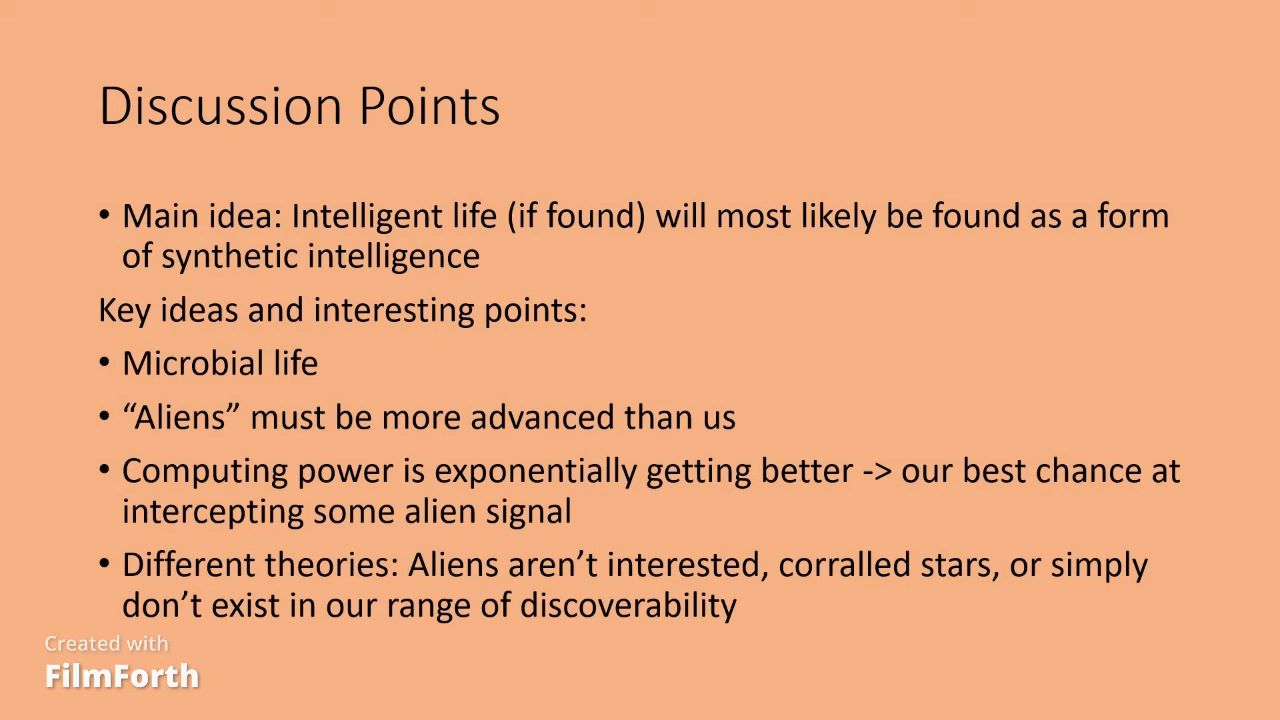 Discussion Points
• Main idea: Intelligent life (if found) will most likely be found as a form
of synthetic intelligence
Key ideas and interesting points:
• Microbial life
• “Aliens” must be more advanced than us
• Computing power is exponentially getting better -> our best chance at
intercepting some alien signal
• Different theories: Aliens aren’t interested, corralled stars, or simply
don’t exist in our range of discoverability
Created with
FilmForth